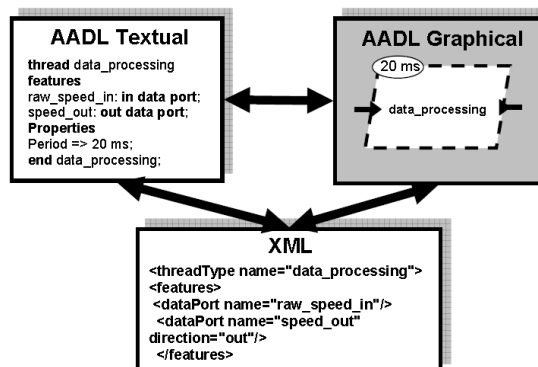 AADL Textual
thread data_processing
features
raw_speed_in: in data port;
speed_out: out data port;
Properties
Period => 20 ms;
end data_processing;
AADL Graphical
20 ms
data_processing
XML
<threadType name="data_processing">
<features>
<dataPort name="raw_speed_in"/>
<dataPort name="speed_out"
direction="out"/>
</features>